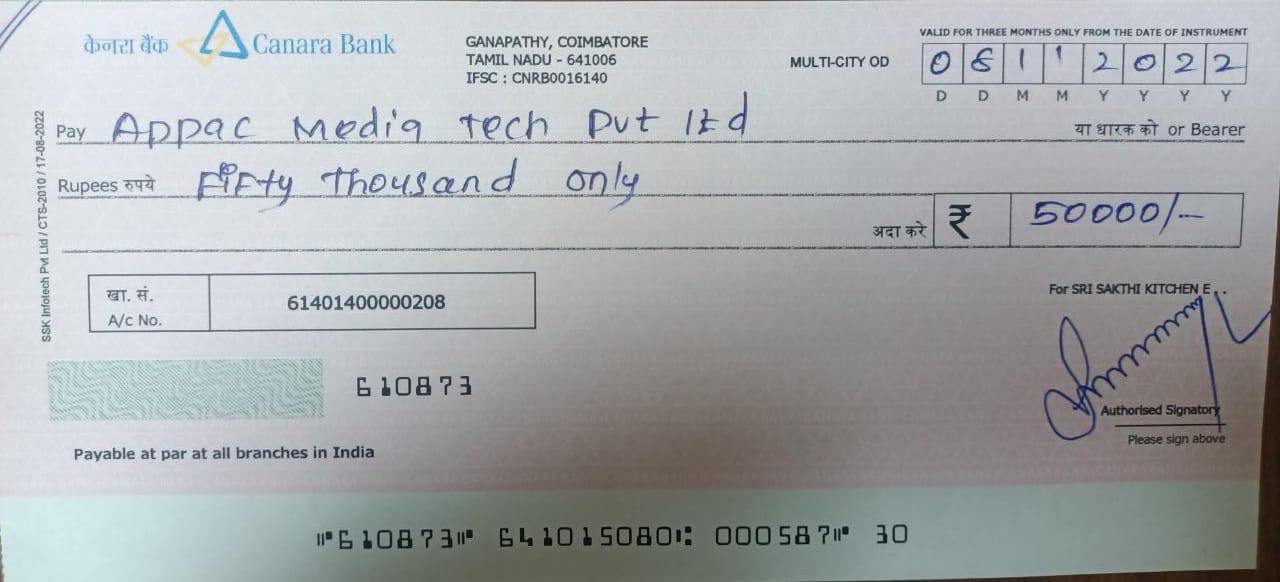 केनरा बैंक Canara Bank
GANAPATHY, COIMBATORE
TAMIL NADU - 641006
IFSC : CNRB0016140
MULTI-CITY OD
VALID FOR THREE MONTHS ONLY FROM THE DATE OF INSTRUMENT
0 8 1 1 2 0 2 2
D D M M Y Y Y Y
Pay Appac Media Tech Pvt ltd या धारक को or Bearer
Rupees रुपये Fifty Thousand only
अदा करे ₹ 50000/-
खा. सं.
A/c No.
61401400000208
For SRI SAKTHI KITCHEN E . .
610873
Authorised Signatory
Please sign above
Payable at par at all branches in India
⑈610873⑈ 641015080⑆ 000587⑈ 30
SSK Infotech Pvt Ltd / CTS-2010 / 17-08-2022